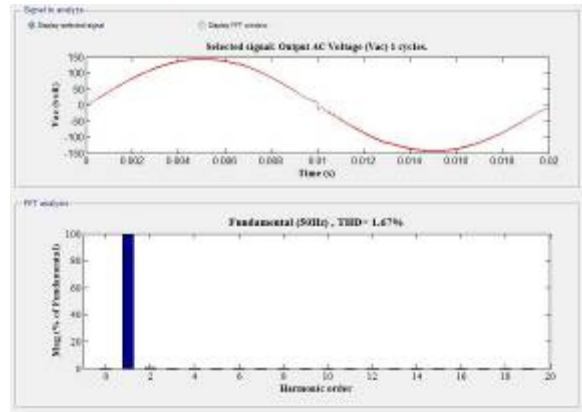 Signal to analyze
Display selected signal
Display FFT window
Selected signal: Output AC Voltage (Vac) 1 cycles.
150
100
50
0
-50
-100
-150
Vac (volt)
0 0.002 0.004 0.006 0.008 0.01 0.012 0.014 0.016 0.018 0.02
Time (s)
FFT analysis
Fundamental (50Hz) , THD= 1.67%
100
80
60
40
20
0
Mag (% of Fundamental)
0 2 4 6 8 10 12 14 16 18 20
Harmonic order